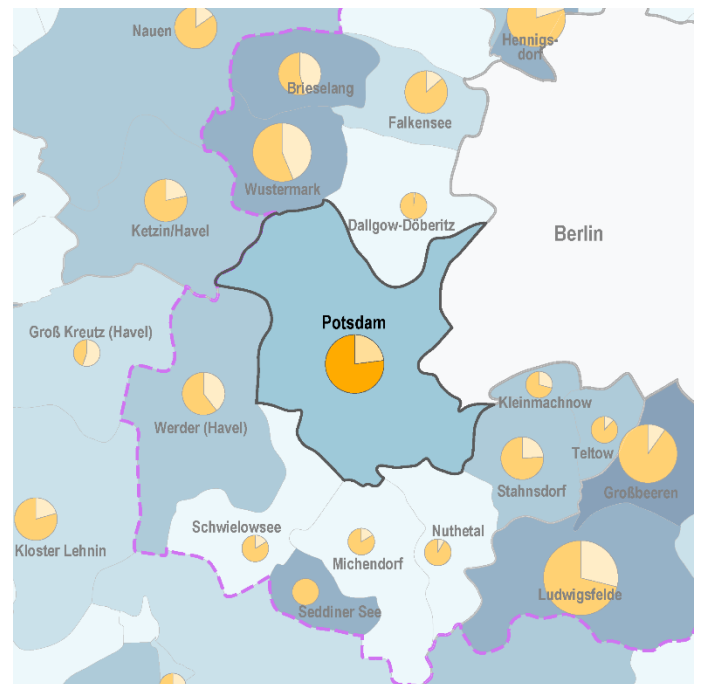 Nauen
Hennigs-
dorf
Brieselang
Falkensee
Wustermark
Ketzin/Havel
Dallgow-Döberitz
Berlin
Potsdam
Groß Kreutz (Havel)
Kleinmachnow
Werder (Havel)
Teltow
Stahnsdorf
Großbeeren
Schwielowsee
Nuthetal
Kloster Lehnin
Michendorf
Ludwigsfelde
Seddiner See